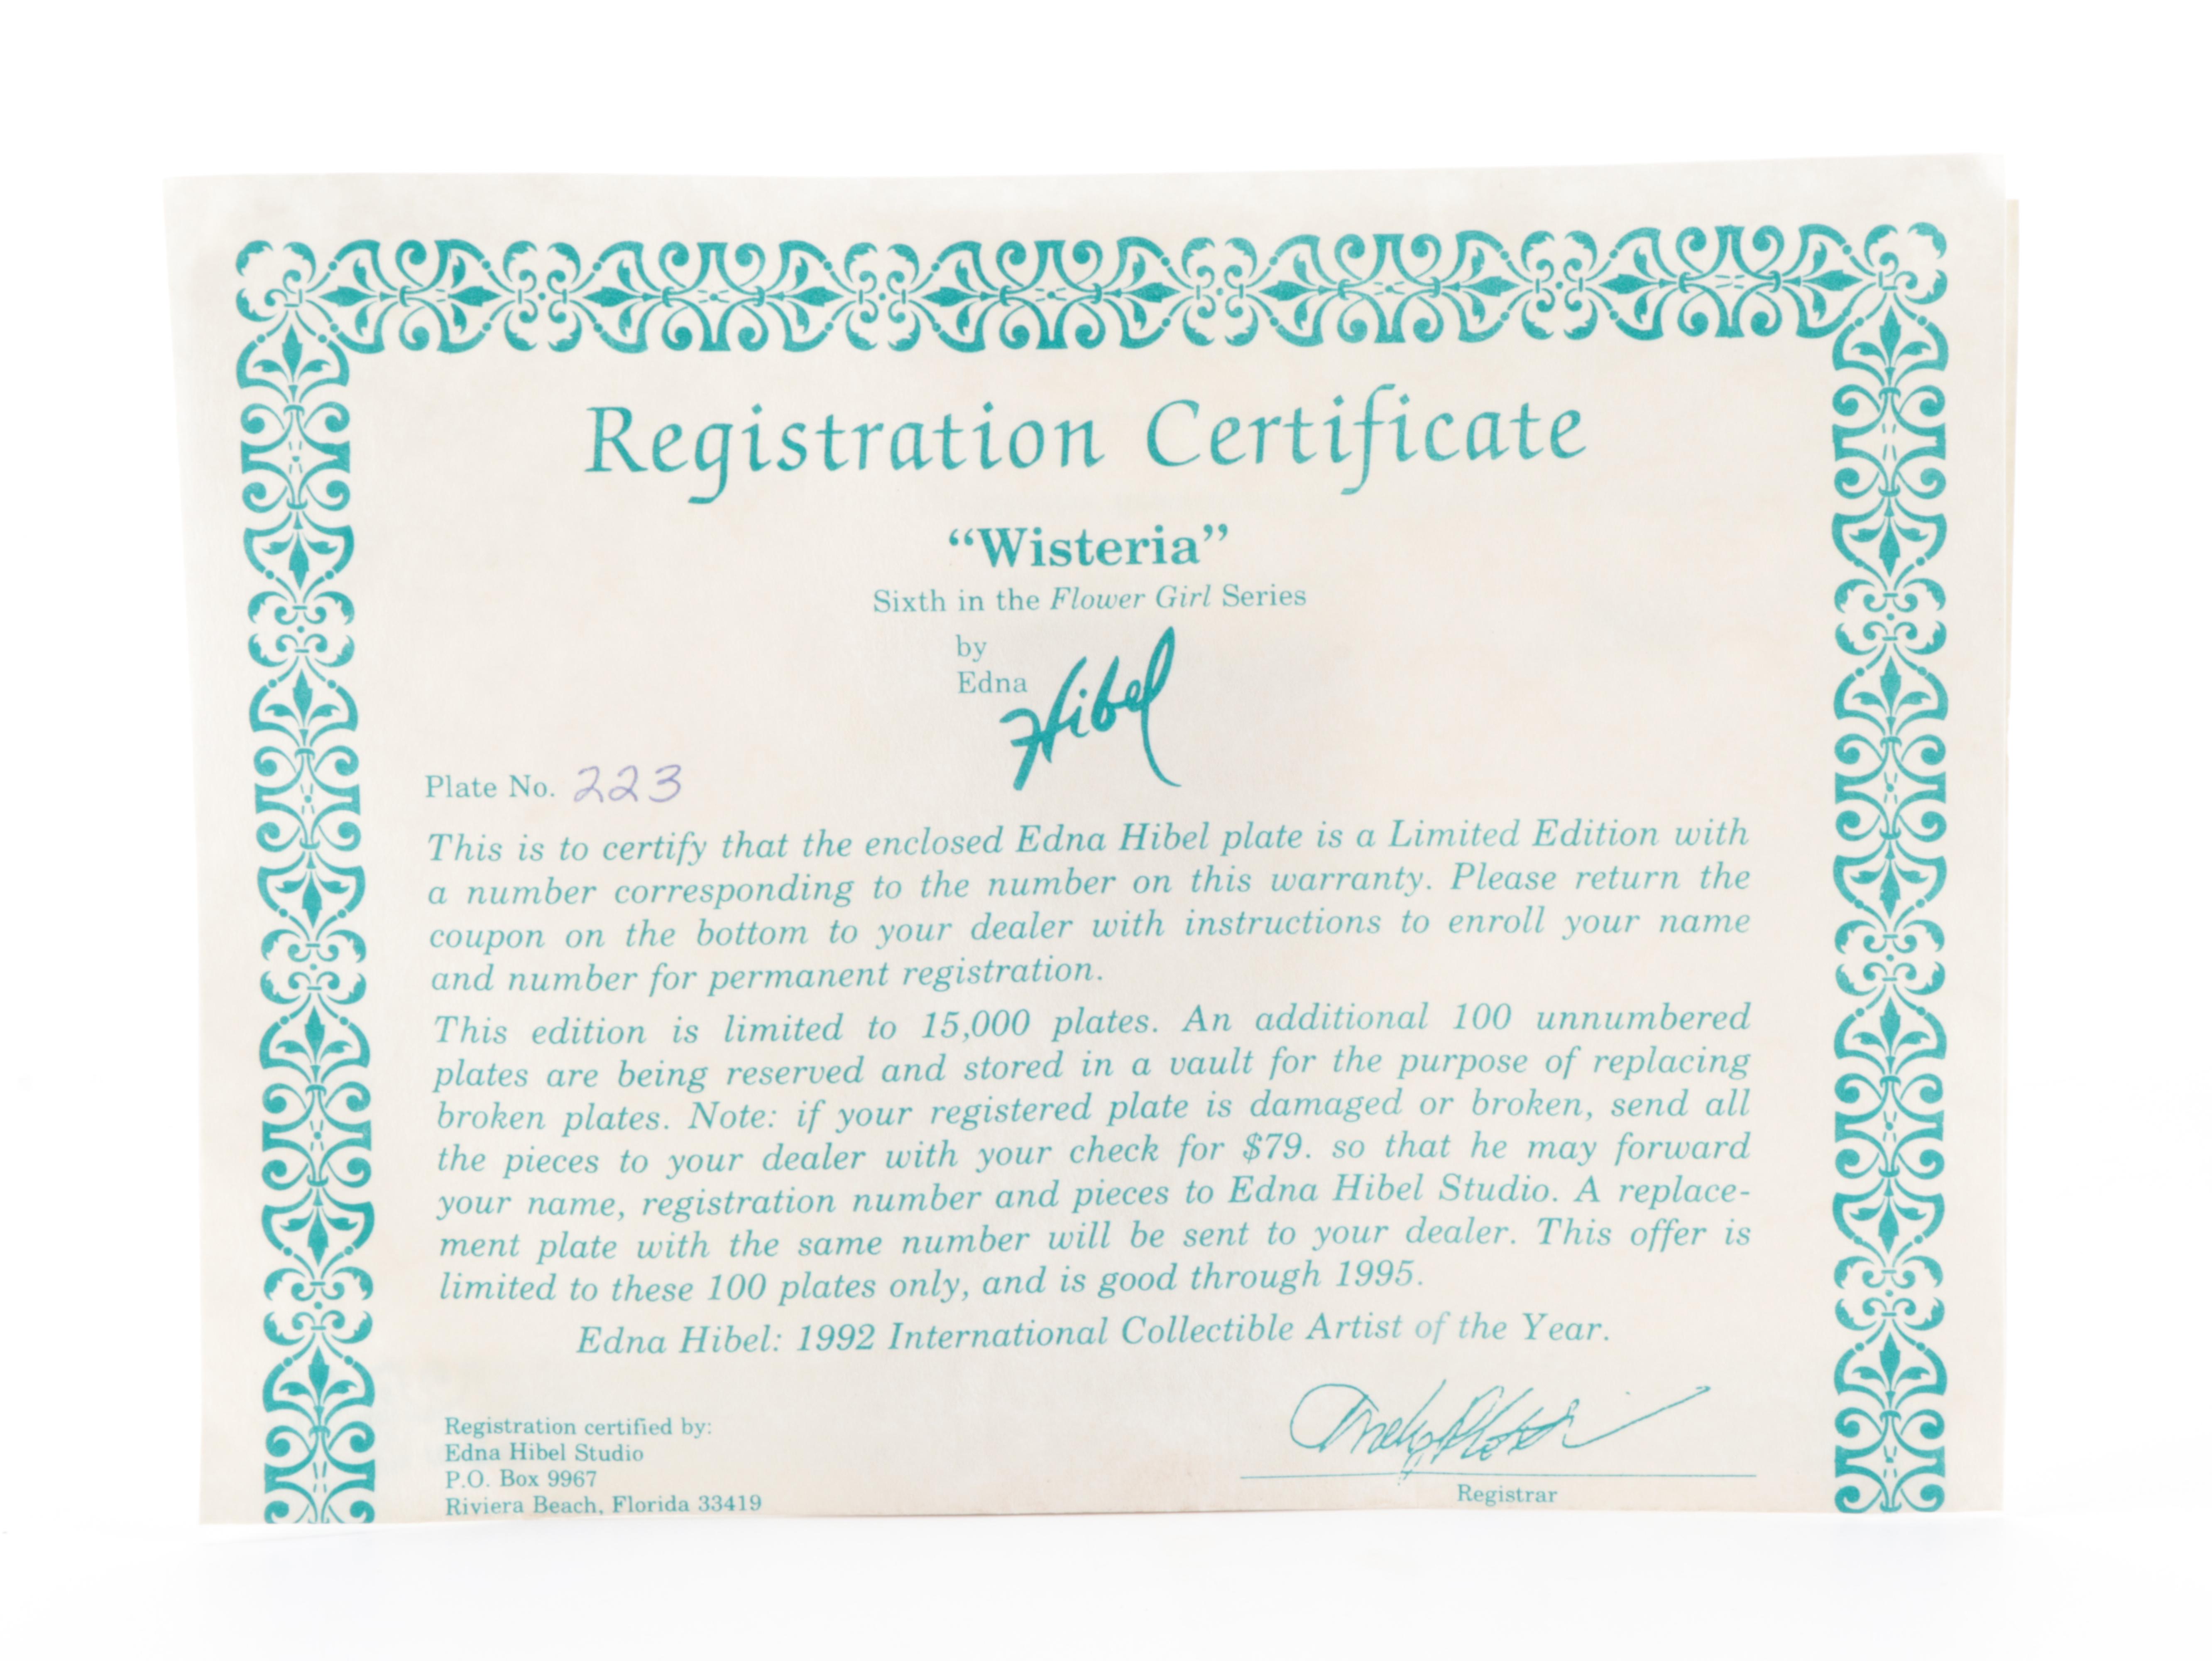 Registration Certificate
“Wisteria”
Sixth in the Flower Girl Series
by
Edna Hibel
Plate No. 223
This is to certify that the enclosed Edna Hibel plate is a Limited Edition with
a number corresponding to the number on this warranty. Please return the
coupon on the bottom to your dealer with instructions to enroll your name
and number for permanent registration.
This edition is limited to 15,000 plates. An additional 100 unnumbered
plates are being reserved and stored in a vault for the purpose of replacing
broken plates. Note: if your registered plate is damaged or broken, send all
the pieces to your dealer with your check for $79. so that he may forward
your name, registration number and pieces to Edna Hibel Studio. A replace-
ment plate with the same number will be sent to your dealer. This offer is
limited to these 100 plates only, and is good through 1995.
Edna Hibel: 1992 International Collectible Artist of the Year.
Registration certified by:
Edna Hibel Studio
P.O. Box 9967
Riviera Beach, Florida 33419
Registrar